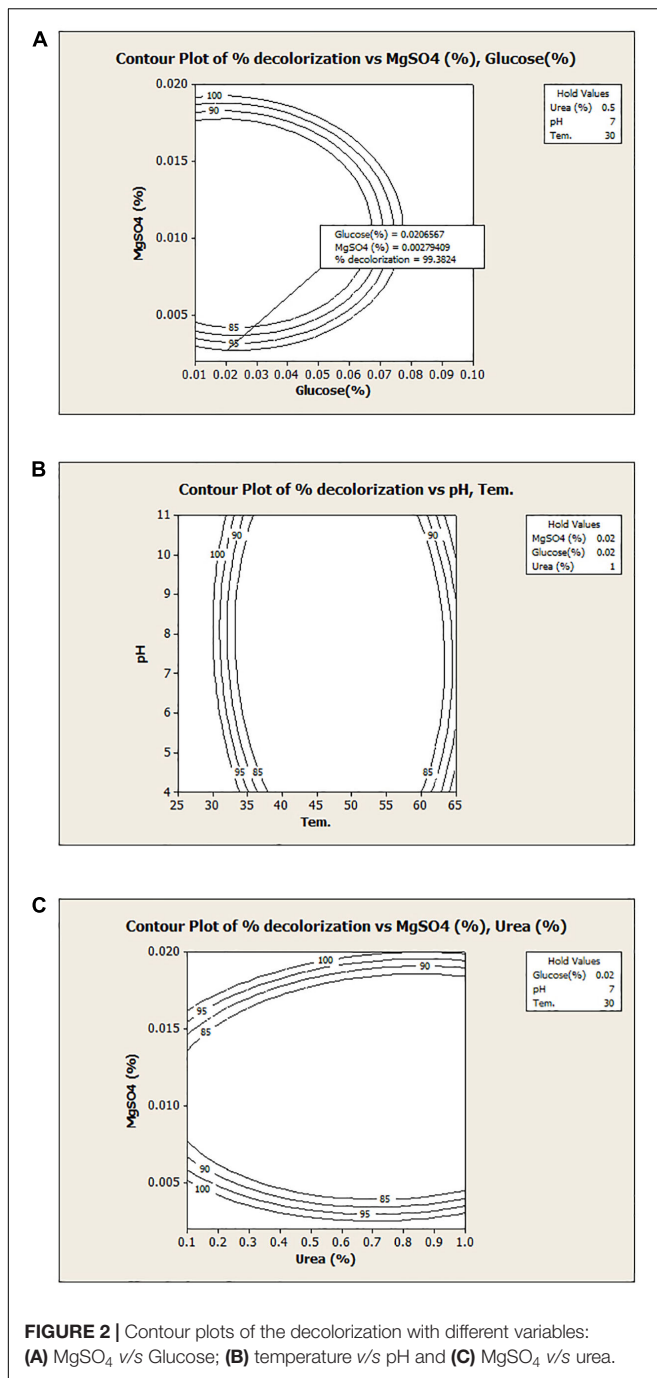 A
Contour Plot of % decolorization vs MgSO4 (%), Glucose(%)
0.020
0.015
0.010
0.005
MgSO4 (%)
100
90
85
95
Glucose(%) = 0.0206567
MgSO4 (%) = 0.00279409
% decolorization = 99.3824
0.01 0.02 0.03 0.04 0.05 0.06 0.07 0.08 0.09 0.10
Glucose(%)
Hold Values
Urea (%) 0.5
pH 7
Tem. 30
B
Contour Plot of % decolorization vs pH, Tem.
11
10
9
8
7
6
5
4
pH
90
100
95
85
90
85
25 30 35 40 45 50 55 60 65
Tem.
Hold Values
MgSO4 (%) 0.02
Glucose(%) 0.02
Urea (%) 1
C
Contour Plot of % decolorization vs MgSO4 (%), Urea (%)
0.020
0.015
0.010
0.005
MgSO4 (%)
100
90
95
85
90
100
85
95
0.1 0.2 0.3 0.4 0.5 0.6 0.7 0.8 0.9 1.0
Urea (%)
Hold Values
Glucose(%) 0.02
pH 7
Tem. 30
FIGURE 2 | Contour plots of the decolorization with different variables:
(A) MgSO₄ v/s Glucose; (B) temperature v/s pH and (C) MgSO₄ v/s urea.